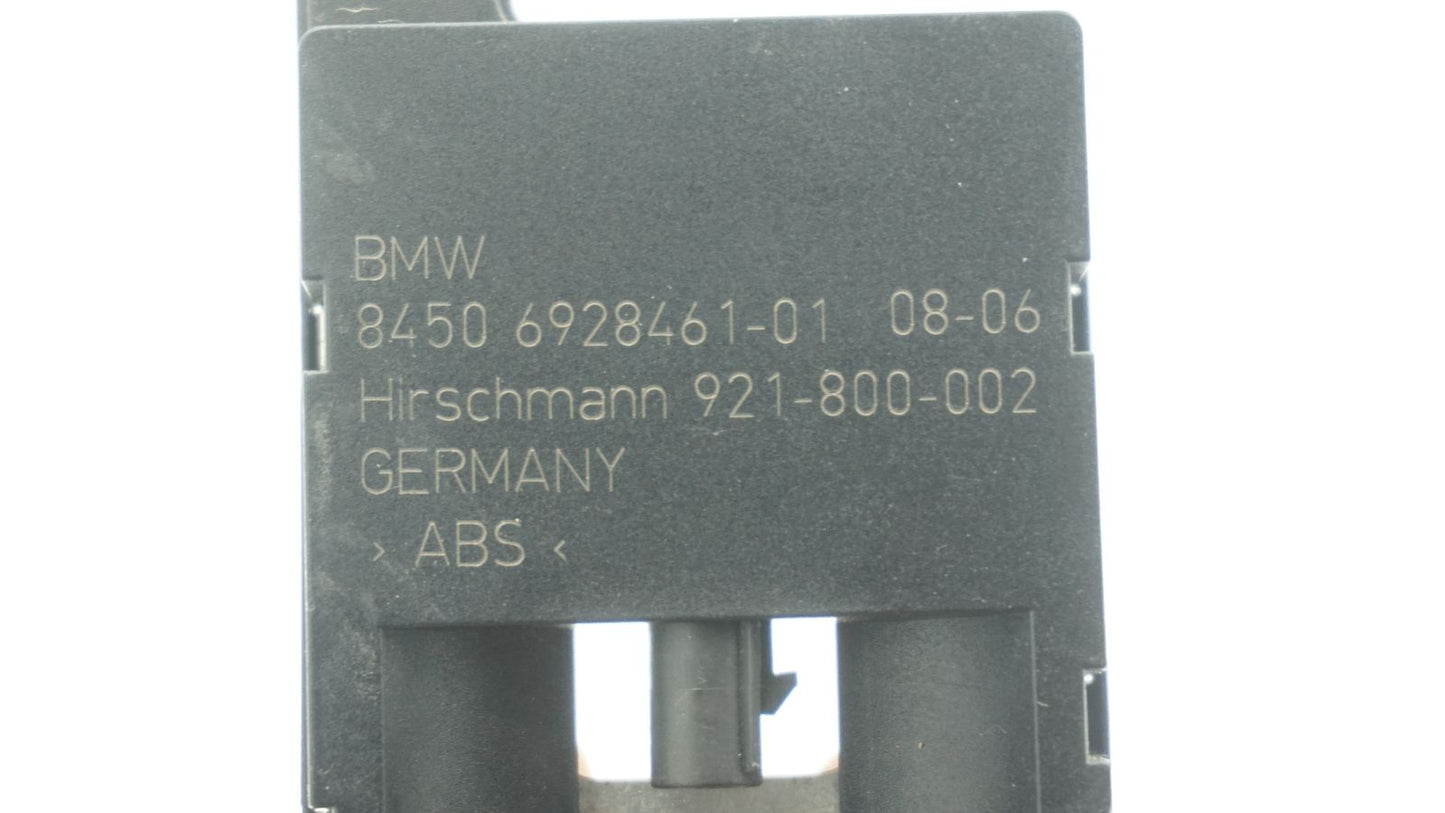 BMW
8450 6928461-01 08-06
Hirschmann 921-800-002
GERMANY
> ABS <